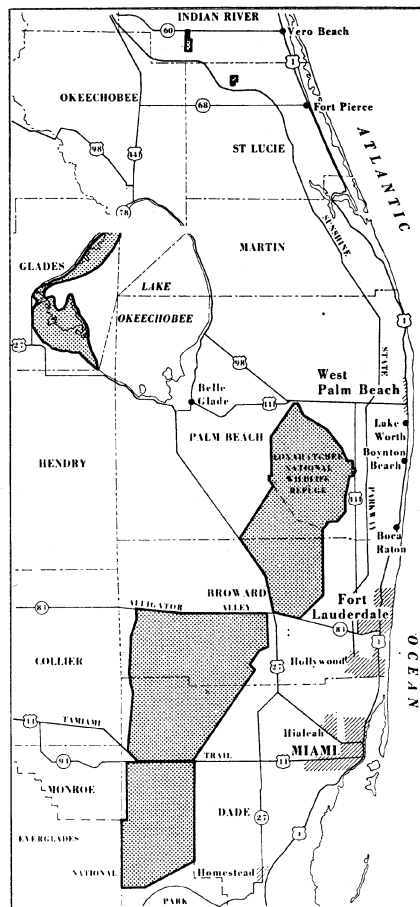 INDIAN RIVER
60
Vero Beach
1
OKEECHOBEE
68
Fort Pierce
98
441
ST LUCIE
ATLANTIC
78
SUNSHINE
GLADES
MARTIN
LAKE
OKEECHOBEE
1
27
98
STATE
West
Palm Beach
Belle
Glade
441
Lake
Worth
PALM BEACH
Boynton
Beach
LOXAHATCHEE
NATIONAL
WILDLIFE
REFUGE
HENDRY
441
PARKWAY
Boca
Raton
BROWARD
Fort
Lauderdale
84
ALLIGATOR
ALLEY
84
OCEAN
1
COLLIER
27
Hollywood
41
TAMIAMI
Hialeah
MIAMI
94
TRAIL
41
MONROE
DADE
27
1
EVERGLADES
NATIONAL
Homestead
PARK